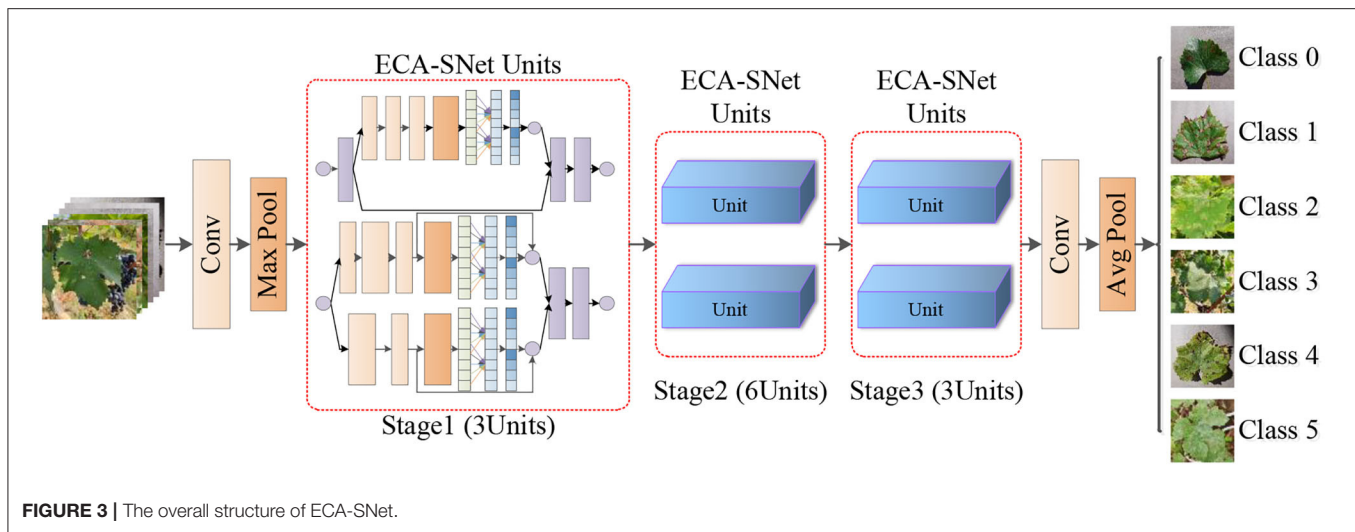 ECA-SNet Units
Conv
Max Pool
Stage1 (3Units)
ECA-SNet
Units
Unit
Unit
Stage2 (6Units)
ECA-SNet
Units
Unit
Unit
Stage3 (3Units)
Conv
Avg Pool
Class 0
Class 1
Class 2
Class 3
Class 4
Class 5
FIGURE 3 | The overall structure of ECA-SNet.